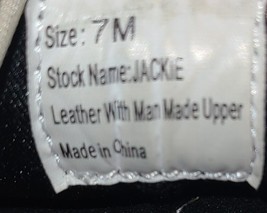 Size: 7M
Stock Name:JACKIE
Leather With Man Made Upper
Made in China